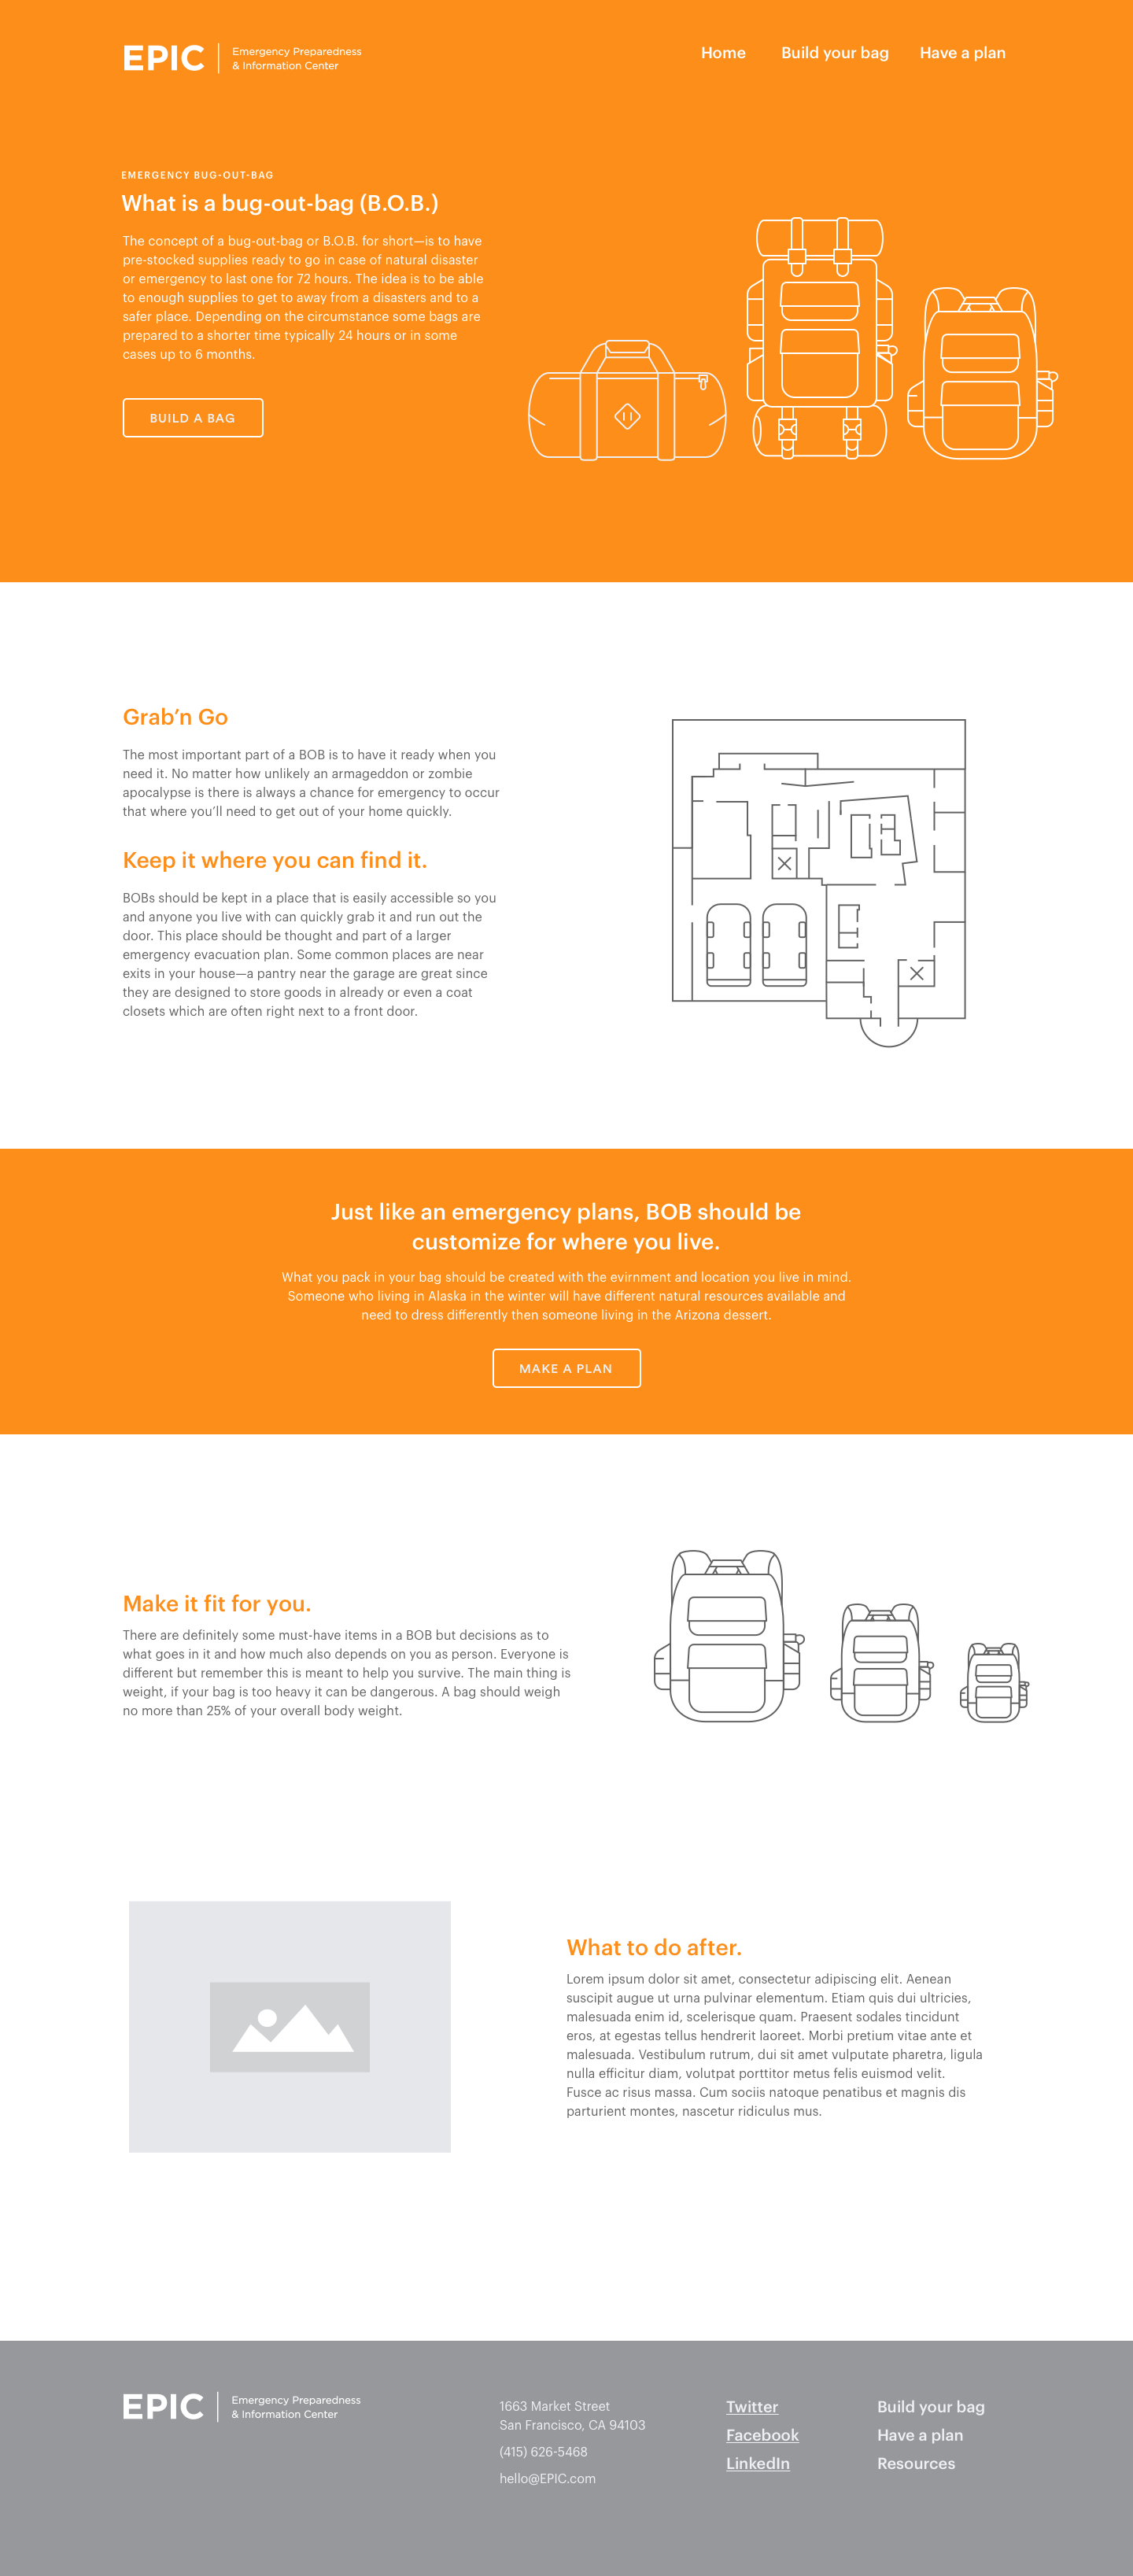 EPIC
Emergency Preparedness
& Information Center
Home
Build your bag
Have a plan
EMERGENCY BUG-OUT-BAG
What is a bug-out-bag (B.O.B.)
The concept of a bug-out-bag or B.O.B. for short—is to have
pre-stocked supplies ready to go in case of natural disaster
or emergency to last one for 72 hours. The idea is to be able
to enough supplies to get to away from a disasters and to a
safer place. Depending on the circumstance some bags are
prepared to a shorter time typically 24 hours or in some
cases up to 6 months.
BUILD A BAG
Grab’n Go
The most important part of a BOB is to have it ready when you
need it. No matter how unlikely an armageddon or zombie
apocalypse is there is always a chance for emergency to occur
that where you’ll need to get out of your home quickly.
Keep it where you can find it.
BOBs should be kept in a place that is easily accessible so you
and anyone you live with can quickly grab it and run out the
door. This place should be thought and part of a larger
emergency evacuation plan. Some common places are near
exits in your house—a pantry near the garage are great since
they are designed to store goods in already or even a coat
closets which are often right next to a front door.
Just like an emergency plans, BOB should be
customize for where you live.
What you pack in your bag should be created with the evirnment and location you live in mind.
Someone who living in Alaska in the winter will have different natural resources available and
need to dress differently then someone living in the Arizona dessert.
MAKE A PLAN
Make it fit for you.
There are definitely some must-have items in a BOB but decisions as to
what goes in it and how much also depends on you as person. Everyone is
different but remember this is meant to help you survive. The main thing is
weight, if your bag is too heavy it can be dangerous. A bag should weigh
no more than 25% of your overall body weight.
What to do after.
Lorem ipsum dolor sit amet, consectetur adipiscing elit. Aenean
suscipit augue ut urna pulvinar elementum. Etiam quis dui ultricies,
malesuada enim id, scelerisque quam. Praesent sodales tincidunt
eros, at egestas tellus hendrerit laoreet. Morbi pretium vitae ante et
malesuada. Vestibulum rutrum, dui sit amet vulputate pharetra, ligula
nulla efficitur diam, volutpat porttitor metus felis euismod velit.
Fusce ac risus massa. Cum sociis natoque penatibus et magnis dis
parturient montes, nascetur ridiculus mus.
EPIC
Emergency Preparedness
& Information Center
1663 Market Street
San Francisco, CA 94103
(415) 626-5468
hello@EPIC.com
Twitter
Facebook
LinkedIn
Build your bag
Have a plan
Resources